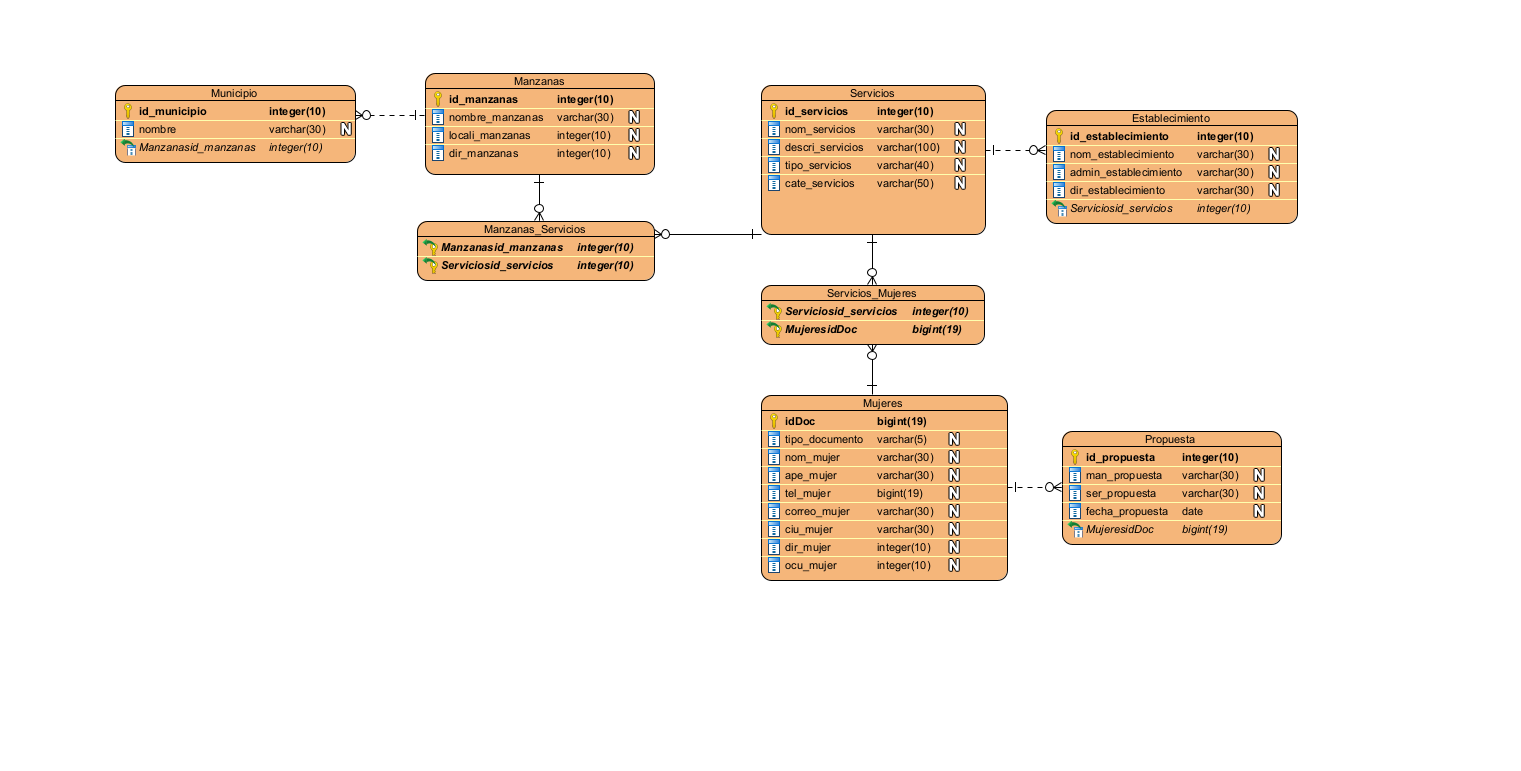 Municipio
id_municipio integer(10)
nombre varchar(30) N
Manzanasid_manzanas integer(10)
Manzanas
id_manzanas integer(10)
nombre_manzanas varchar(30) N
locali_manzanas integer(10) N
dir_manzanas integer(10) N
Manzanas_Servicios
Manzanasid_manzanas integer(10)
Serviciosid_servicios integer(10)
Servicios
id_servicios integer(10)
nom_servicios varchar(30) N
descri_servicios varchar(100) N
tipo_servicios varchar(40) N
cate_servicios varchar(50) N
Establecimiento
id_establecimiento integer(10)
nom_establecimiento varchar(30) N
admin_establecimiento varchar(30) N
dir_establecimiento varchar(30) N
Serviciosid_servicios integer(10)
Servicios_Mujeres
Serviciosid_servicios integer(10)
MujeresidDoc bigint(19)
Mujeres
idDoc bigint(19)
tipo_documento varchar(5) N
nom_mujer varchar(30) N
ape_mujer varchar(30) N
tel_mujer bigint(19) N
correo_mujer varchar(30) N
ciu_mujer varchar(30) N
dir_mujer integer(10) N
ocu_mujer integer(10) N
Propuesta
id_propuesta integer(10)
man_propuesta varchar(30) N
ser_propuesta varchar(30) N
fecha_propuesta date N
MujeresidDoc bigint(19)